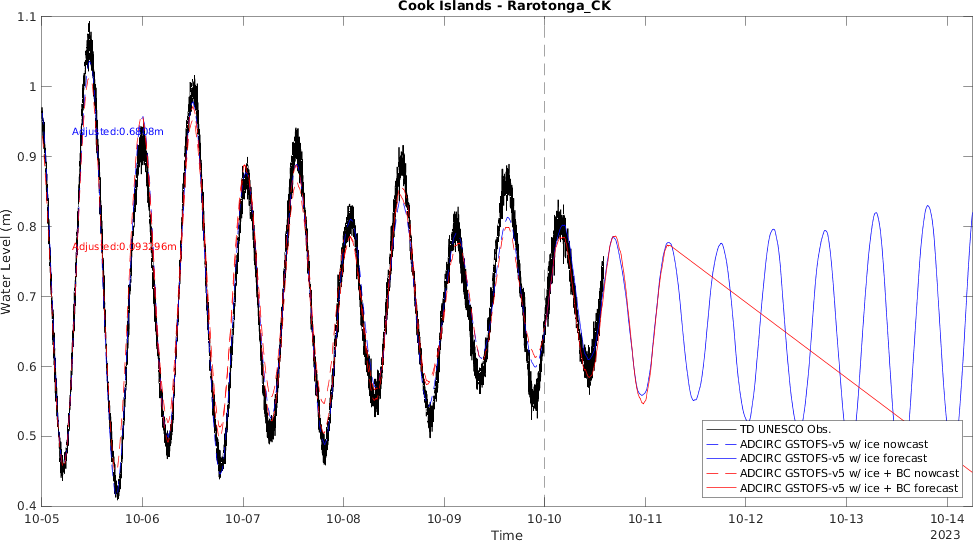 Cook Islands - Rarotonga_CK
1.1
1
0.9
0.8
0.7
0.6
0.5
0.4
Water Level (m)
Adjusted:0.6808m
Adjusted:0.093296m
TD UNESCO Obs.
ADCIRC GSTOFS-v5 w/ ice nowcast
ADCIRC GSTOFS-v5 w/ ice forecast
ADCIRC GSTOFS-v5 w/ ice + BC nowcast
ADCIRC GSTOFS-v5 w/ ice + BC forecast
10-05 10-06 10-07 10-08 10-09 10-10 10-11 10-12 10-13 10-14
Time
2023